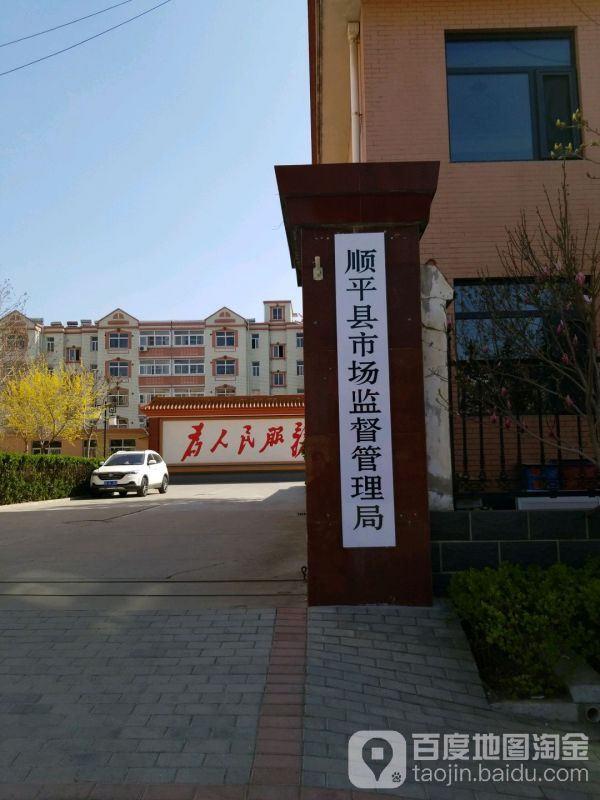 顺平县市场监督管理局
为人民服
百度地图淘金
taojin.baidu.com